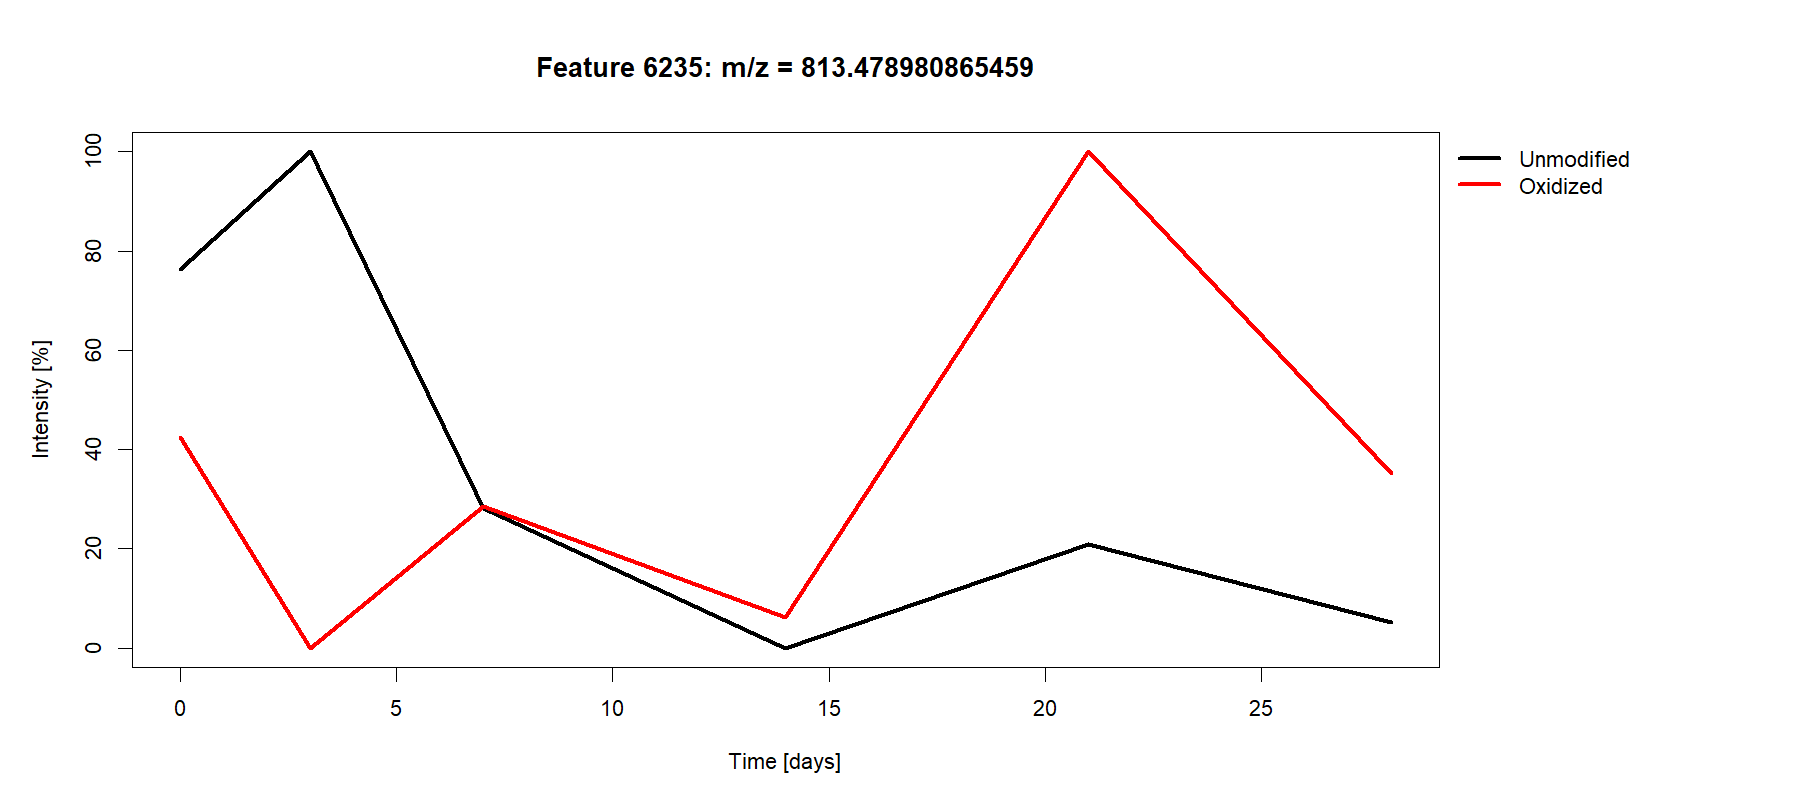 Feature 6235: m/z = 813.478980865459
Unmodified
Oxidized
Intensity [%]
100
80
60
40
20
0
0 5 10 15 20 25
Time [days]